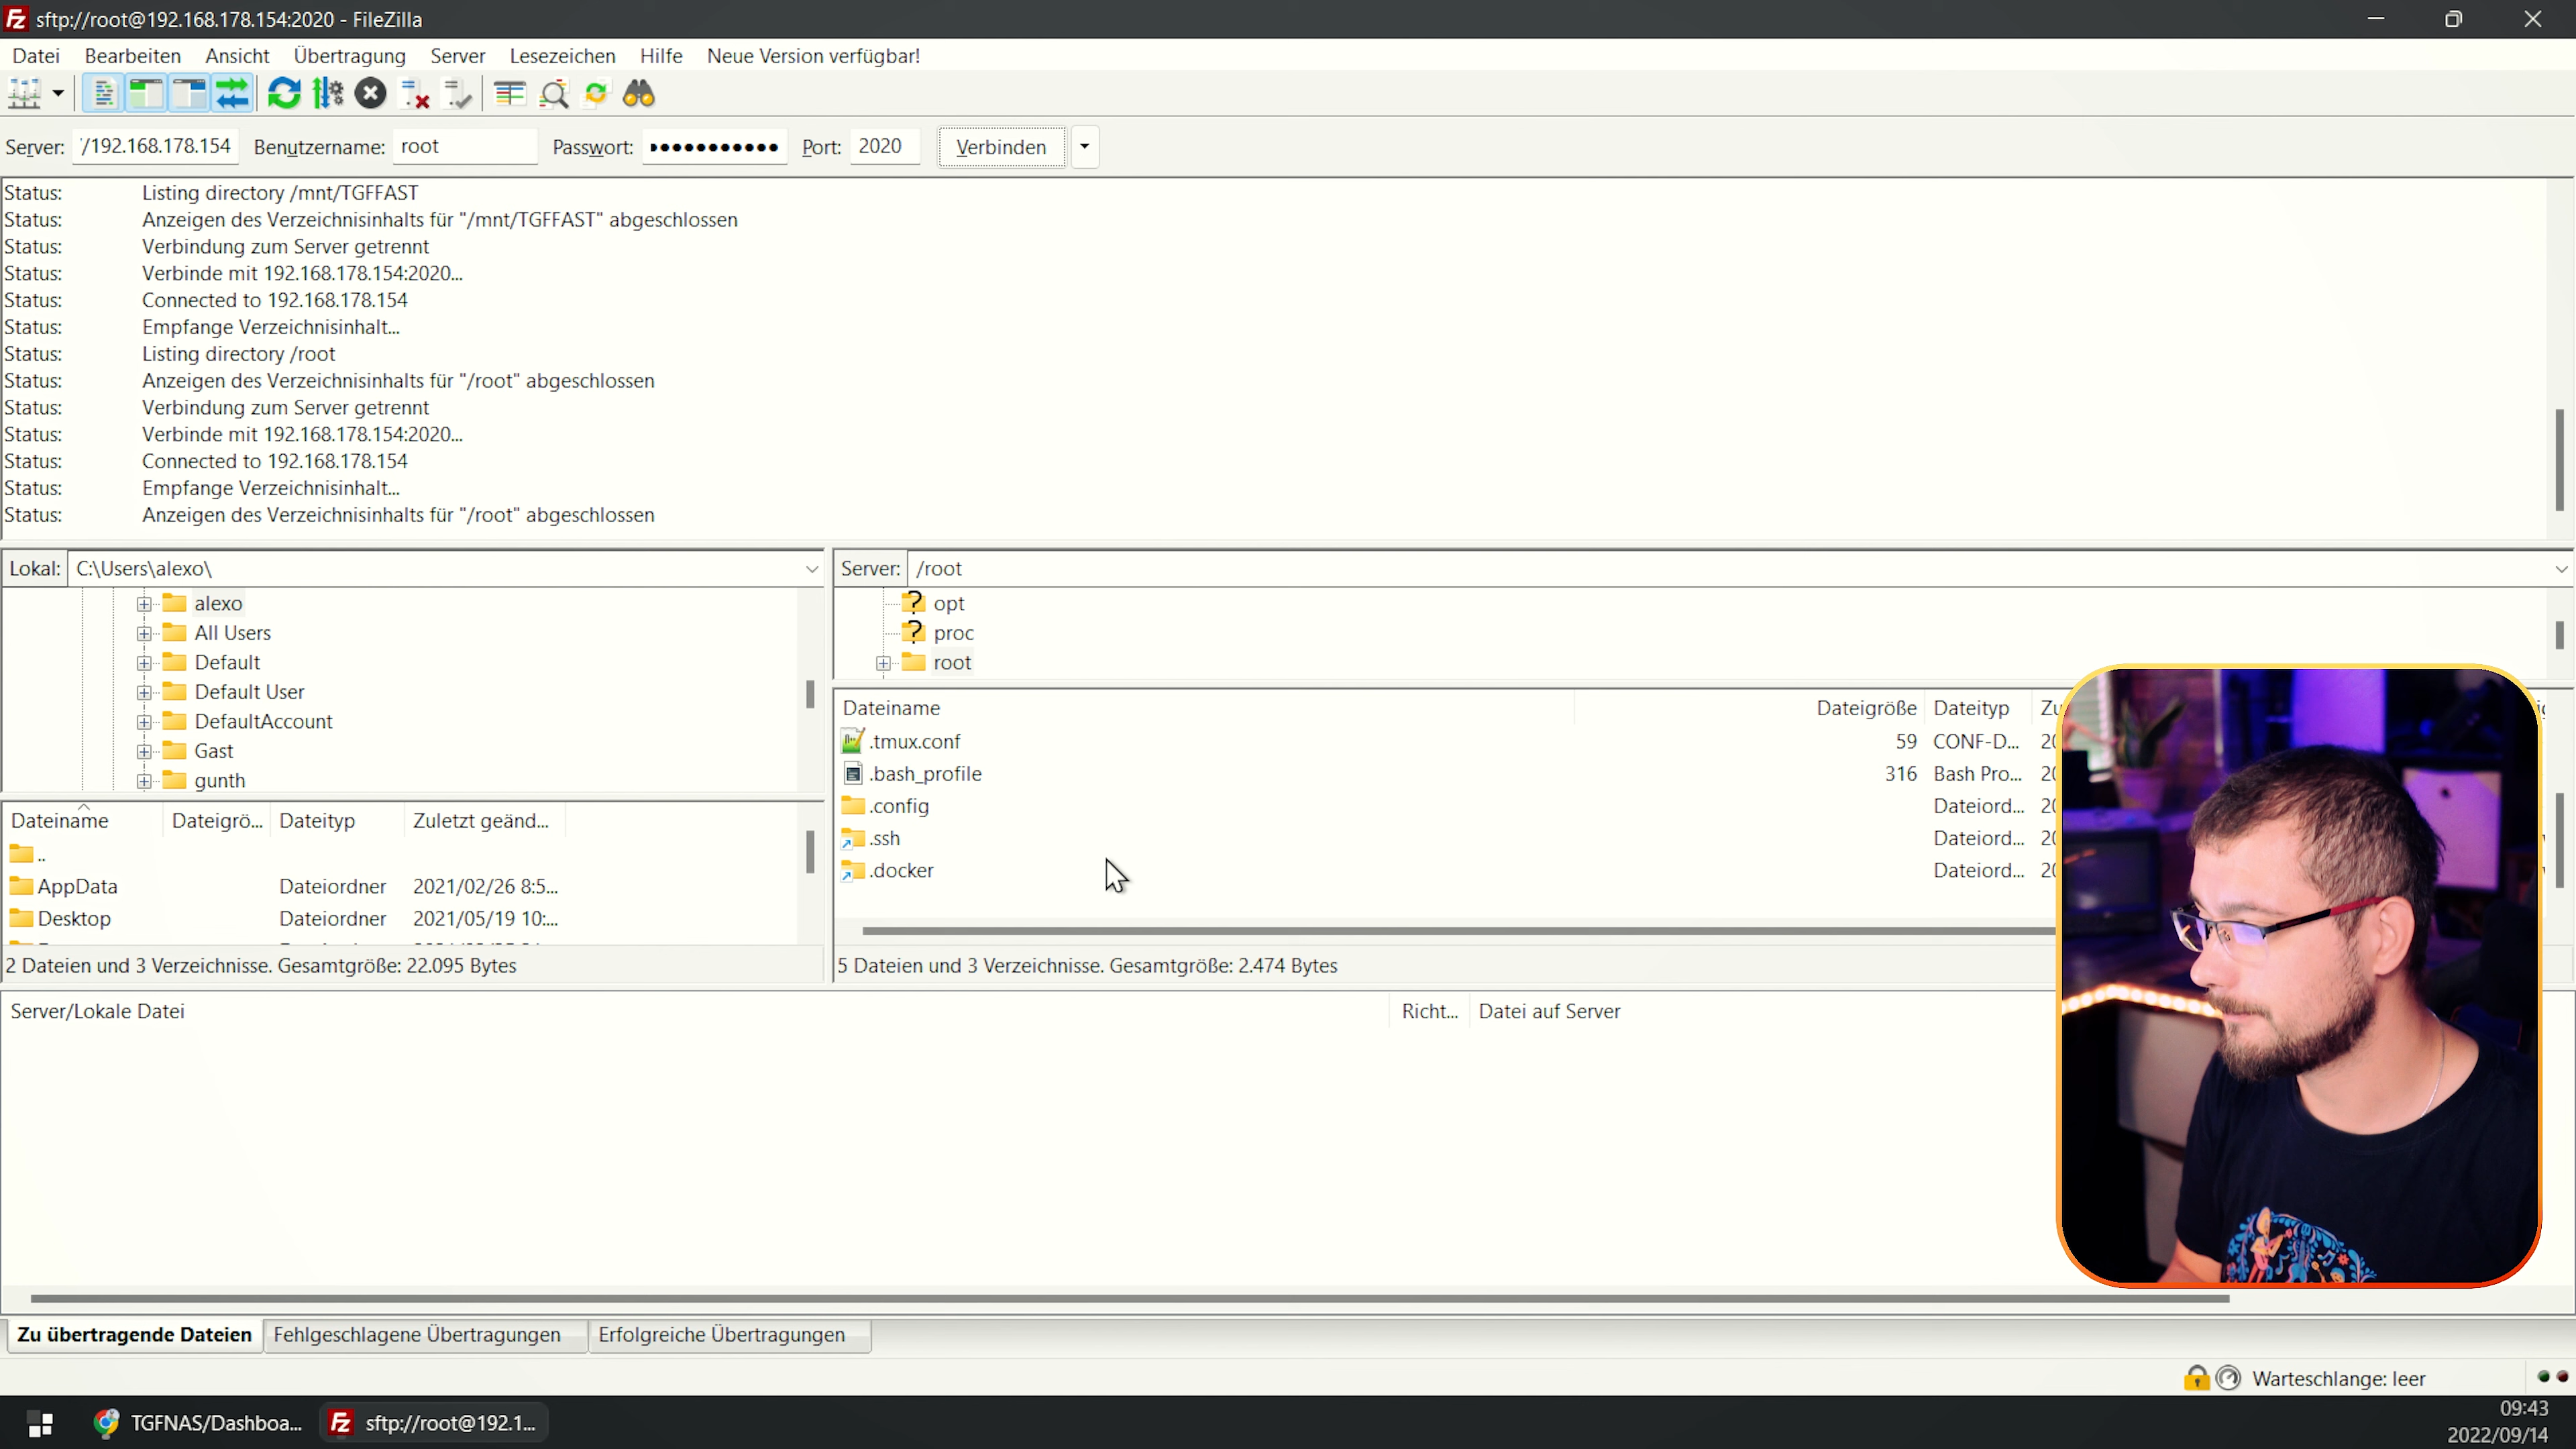 sftp://root@192.168.178.154:2020 - FileZilla
Datei Bearbeiten Ansicht Übertragung Server Lesezeichen Hilfe Neue Version verfügbar!
Server: /192.168.178.154 Benutzername: root Passwort: ●●●●●●●●●●● Port: 2020 Verbinden
Status: Listing directory /mnt/TGFFAST
Status: Anzeigen des Verzeichnisinhalts für "/mnt/TGFFAST" abgeschlossen
Status: Verbindung zum Server getrennt
Status: Verbinde mit 192.168.178.154:2020...
Status: Connected to 192.168.178.154
Status: Empfange Verzeichnisinhalt...
Status: Listing directory /root
Status: Anzeigen des Verzeichnisinhalts für "/root" abgeschlossen
Status: Verbindung zum Server getrennt
Status: Verbinde mit 192.168.178.154:2020...
Status: Connected to 192.168.178.154
Status: Empfange Verzeichnisinhalt...
Status: Anzeigen des Verzeichnisinhalts für "/root" abgeschlossen
Lokal: C:\Users\alexo\
alexo
All Users
Default
Default User
DefaultAccount
Gast
gunth
Dateiname Dateigrö... Dateityp Zuletzt geänd...
..
AppData Dateiordner 2021/02/26 8:5...
Desktop Dateiordner 2021/05/19 10:...
2 Dateien und 3 Verzeichnisse. Gesamtgröße: 22.095 Bytes
Server: /root
opt
proc
root
Dateiname Dateigröße Dateityp Zu
.tmux.conf 59 CONF-D... 20
.bash_profile 316 Bash Pro... 20
.config Dateiord... 20
.ssh Dateiord... 20
.docker Dateiord... 20
5 Dateien und 3 Verzeichnisse. Gesamtgröße: 2.474 Bytes
Server/Lokale Datei Richt... Datei auf Server
Zu übertragende Dateien Fehlgeschlagene Übertragungen Erfolgreiche Übertragungen
Warteschlange: leer
TGFNAS/Dashboa... sftp://root@192.1...
09:43
2022/09/14